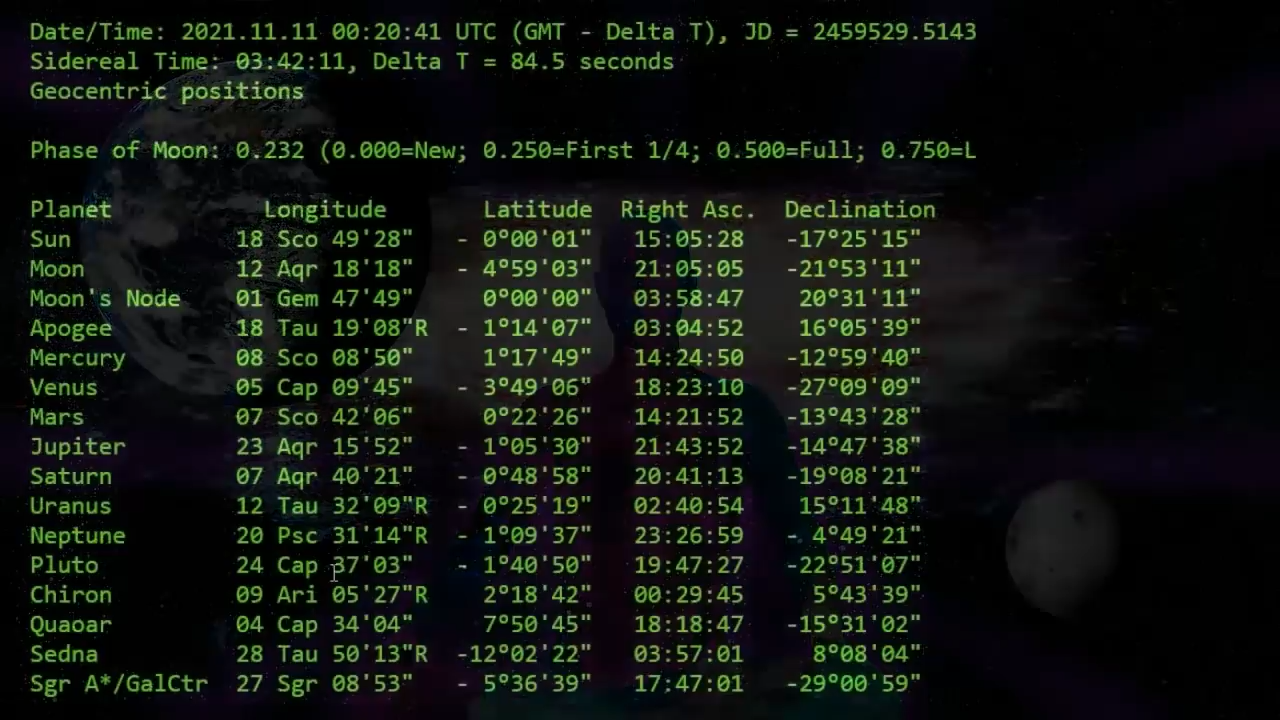 Date/Time: 2021.11.11 00:20:41 UTC (GMT - Delta T), JD = 2459529.5143
Sidereal Time: 03:42:11, Delta T = 84.5 seconds
Geocentric positions
Phase of Moon: 0.232 (0.000=New; 0.250=First 1/4; 0.500=Full; 0.750=L
Planet Longitude Latitude Right Asc. Declination
Sun 18 Sco 49'28" - 0°00'01" 15:05:28 -17°25'15"
Moon 12 Aqr 18'18" - 4°59'03" 21:05:05 -21°53'11"
Moon's Node 01 Gem 47'49" 0°00'00" 03:58:47 20°31'11"
Apogee 18 Tau 19'08"R - 1°14'07" 03:04:52 16°05'39"
Mercury 08 Sco 08'50" 1°17'49" 14:24:50 -12°59'40"
Venus 05 Cap 09'45" - 3°49'06" 18:23:10 -27°09'09"
Mars 07 Sco 42'06" 0°22'26" 14:21:52 -13°43'28"
Jupiter 23 Aqr 15'52" - 1°05'30" 21:43:52 -14°47'38"
Saturn 07 Aqr 40'21" - 0°48'58" 20:41:13 -19°08'21"
Uranus 12 Tau 32'09"R - 0°25'19" 02:40:54 15°11'48"
Neptune 20 Psc 31'14"R - 1°09'37" 23:26:59 - 4°49'21"
Pluto 24 Cap 37'03" - 1°40'50" 19:47:27 -22°51'07"
Chiron 09 Ari 05'27"R 2°18'42" 00:29:45 5°43'39"
Quaoar 04 Cap 34'04" 7°50'45" 18:18:47 -15°31'02"
Sedna 28 Tau 50'13"R -12°02'22" 03:57:01 8°08'04"
Sgr A*/GalCtr 27 Sgr 08'53" - 5°36'39" 17:47:01 -29°00'59"